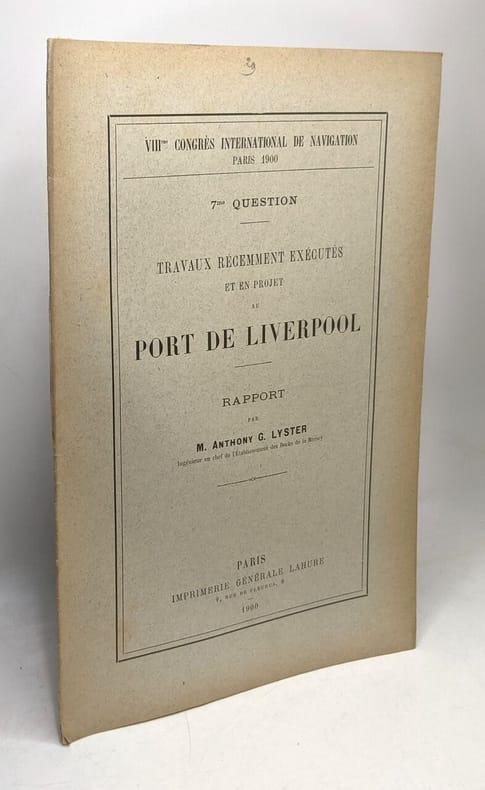 VIIIme CONGRÈS INTERNATIONAL DE NAVIGATION
PARIS 1900
7me QUESTION
TRAVAUX RÉCEMMENT EXÉCUTÉS
ET EN PROJET
AU
PORT DE LIVERPOOL
RAPPORT
PAR
M. ANTHONY G. LYSTER
Ingénieur en chef de l'Établissement des Docks de la Mersey
PARIS
IMPRIMERIE GÉNÉRALE LAHURE
9, RUE DE FLEURUS, 9
1900